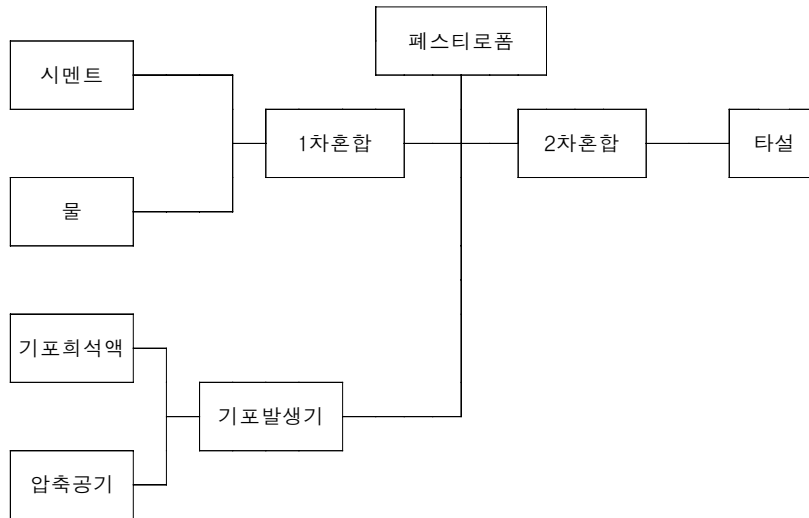 폐스티로폼
시멘트
1차혼합
2차혼합
타설
물
기포희석액
기포발생기
압축공기